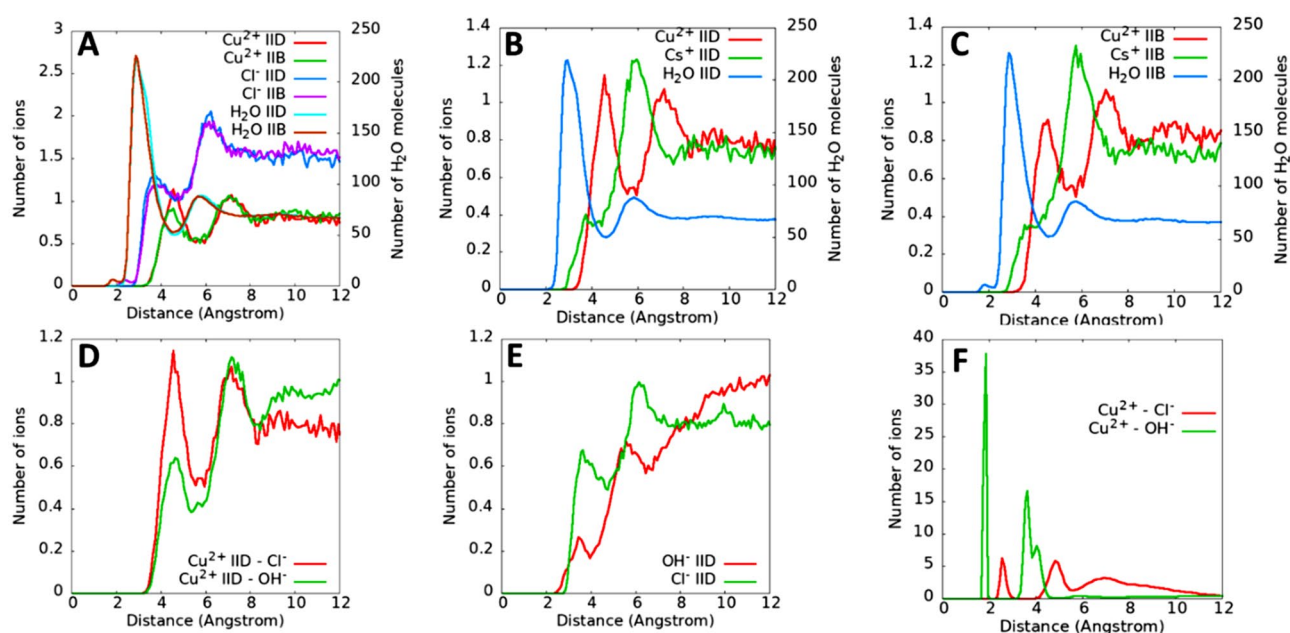 A
Cu²⁺ IID
Cu²⁺ IIB
Cl⁻ IID
Cl⁻ IIB
H₂O IID
H₂O IIB
Number of ions
3
2.5
2
1.5
1
0.5
0
250
200
150
100
50
0
Number of H₂O molecules
0 2 4 6 8 10 12
Distance (Angstrom)
B
Cu²⁺ IID
Cs⁺ IID
H₂O IID
Number of ions
1.4
1.2
1
0.8
0.6
0.4
0.2
0
250
200
150
100
50
0
Number of H₂O molecules
0 2 4 6 8 10 12
Distance (Angstrom)
C
Cu²⁺ IIB
Cs⁺ IIB
H₂O IIB
Number of ions
1.4
1.2
1
0.8
0.6
0.4
0.2
0
250
200
150
100
50
0
Number of H₂O molecules
0 2 4 6 8 10 12
Distance (Angstrom)
D
Number of ions
1.2
1
0.8
0.6
0.4
0.2
0
Cu²⁺ IID - Cl⁻
Cu²⁺ IID - OH⁻
0 2 4 6 8 10 12
Distance (Angstrom)
E
Number of ions
1.2
1
0.8
0.6
0.4
0.2
0
OH⁻ IID
Cl⁻ IID
0 2 4 6 8 10 12
Distance (Angstrom)
F
Number of ions
40
35
30
25
20
15
10
5
0
Cu²⁺ - Cl⁻
Cu²⁺ - OH⁻
0 2 4 6 8 10 12
Distance (Angstrom)